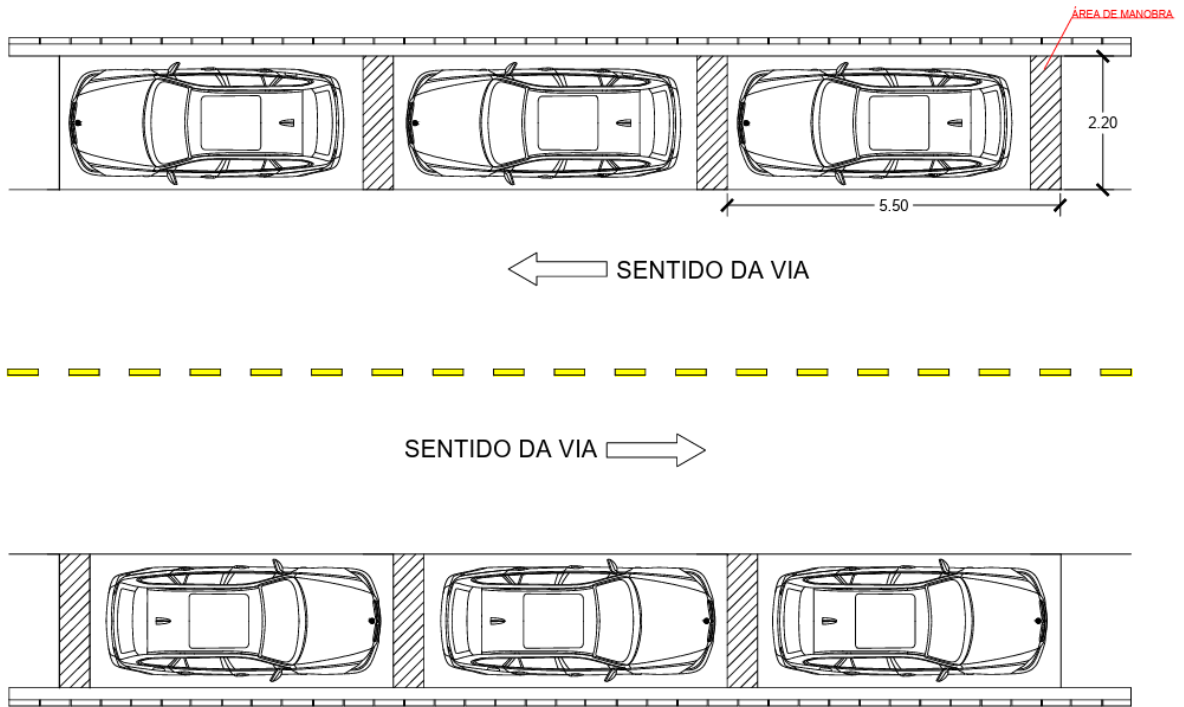 ÁREA DE MANOBRA
2.20
5.50
SENTIDO DA VIA
SENTIDO DA VIA